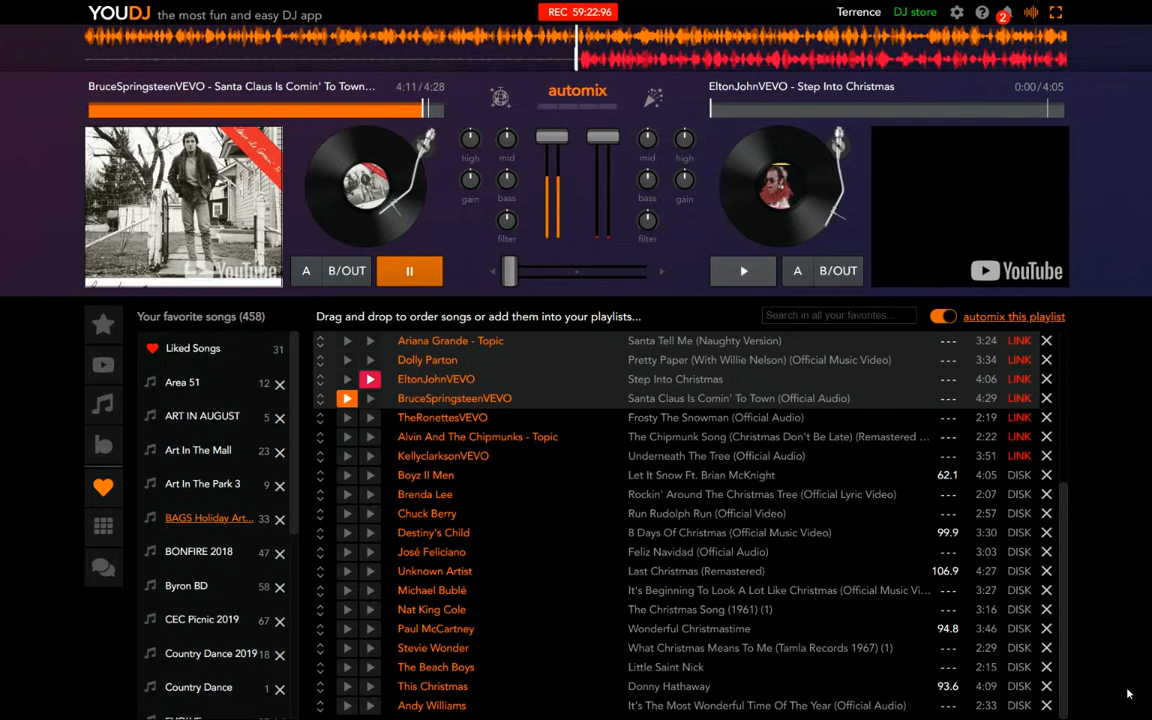 YOUDJ the most fun and easy DJ app
REC 59:22:96
Terrence DJ store 2
BruceSpringsteenVEVO - Santa Claus Is Comin' To Town... 4:11/4:28
automix
EltonJohnVEVO - Step Into Christmas 0:00/4:05
high mid mid high
gain bass bass gain
filter filter
YouTube A B/OUT A B/OUT YouTube
Your favorite songs (458)
Drag and drop to order songs or add them into your playlists...
Search in all your favorites...
automix this playlist
Liked Songs 31
Area 51 12
ART IN AUGUST 5
Art In The Mall 23
Art In The Park 3 9
BAGS Holiday Art... 33
BONFIRE 2018 47
Byron BD 58
CEC Picnic 2019 67
Country Dance 2019 18
Country Dance 1
Ariana Grande - Topic Santa Tell Me (Naughty Version) --- 3:24 LINK
Dolly Parton Pretty Paper (With Willie Nelson) (Official Music Video) --- 3:34 LINK
EltonJohnVEVO Step Into Christmas --- 4:06 LINK
BruceSpringsteenVEVO Santa Claus Is Comin' To Town (Official Audio) --- 4:29 LINK
TheRonettesVEVO Frosty The Snowman (Official Audio) --- 2:19 LINK
Alvin And The Chipmunks - Topic The Chipmunk Song (Christmas Don't Be Late) (Remastered ... --- 2:22 LINK
KellyclarksonVEVO Underneath The Tree (Official Audio) --- 3:51 LINK
Boyz II Men Let It Snow Ft. Brian McKnight 62.1 4:05 DISK
Brenda Lee Rockin' Around The Christmas Tree (Official Lyric Video) --- 2:07 DISK
Chuck Berry Run Rudolph Run (Official Video) --- 2:45 DISK
Destiny's Child 8 Days Of Christmas (Official Music Video) 99.9 3:30 DISK
José Feliciano Feliz Navidad (Official Audio) --- 3:03 DISK
Unknown Artist Last Christmas (Remastered) 106.9 4:27 DISK
Michael Bublé It's Beginning To Look A Lot Like Christmas (Official Music Vi... --- 3:27 DISK
Nat King Cole The Christmas Song (1961) (1) --- 3:16 DISK
Paul McCartney Wonderful Christmastime 94.8 3:46 DISK
Stevie Wonder What Christmas Means To Me (Tamla Records 1967) (1) --- 2:29 DISK
The Beach Boys Little Saint Nick --- 2:15 DISK
This Christmas Donny Hathaway 93.6 4:09 DISK
Andy Williams It's The Most Wonderful Time Of The Year (Official Audio) --- 2:33 DISK